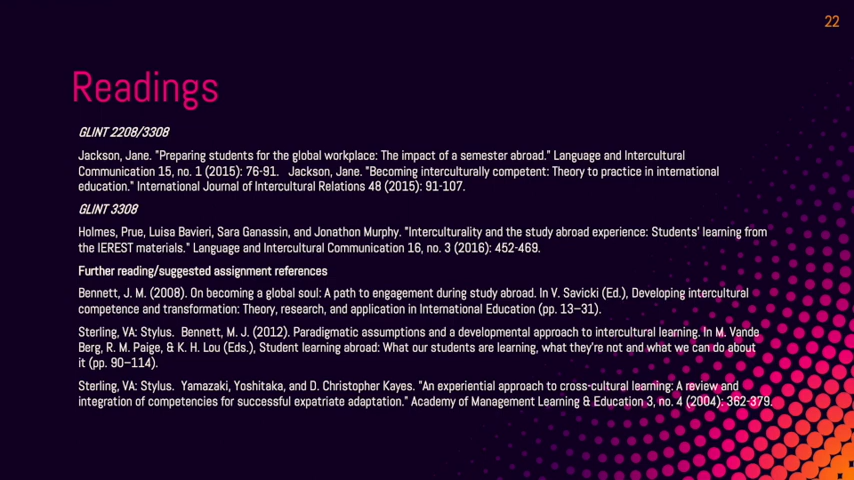 22
Readings
GLINT 2208/3308
Jackson, Jane. "Preparing students for the global workplace: The impact of a semester abroad." Language and Intercultural
Communication 15, no. 1 (2015): 76-91.   Jackson, Jane. "Becoming interculturally competent: Theory to practice in international
education." International Journal of Intercultural Relations 48 (2015): 91-107.
GLINT 3308
Holmes, Prue, Luisa Bavieri, Sara Ganassin, and Jonathon Murphy. "Interculturality and the study abroad experience: Students' learning from
the IEREST materials." Language and Intercultural Communication 16, no. 3 (2016): 452-469.
Further reading/suggested assignment references
Bennett, J. M. (2008). On becoming a global soul: A path to engagement during study abroad. In V. Savicki (Ed.), Developing intercultural
competence and transformation: Theory, research, and application in International Education (pp. 13–31).
Sterling, VA: Stylus.  Bennett, M. J. (2012). Paradigmatic assumptions and a developmental approach to intercultural learning. In M. Vande
Berg, R. M. Paige, & K. H. Lou (Eds.), Student learning abroad: What our students are learning, what they're not and what we can do about
it (pp. 90–114).
Sterling, VA: Stylus.  Yamazaki, Yoshitaka, and D. Christopher Kayes. "An experiential approach to cross-cultural learning: A review and
integration of competencies for successful expatriate adaptation." Academy of Management Learning & Education 3, no. 4 (2004): 362-379.